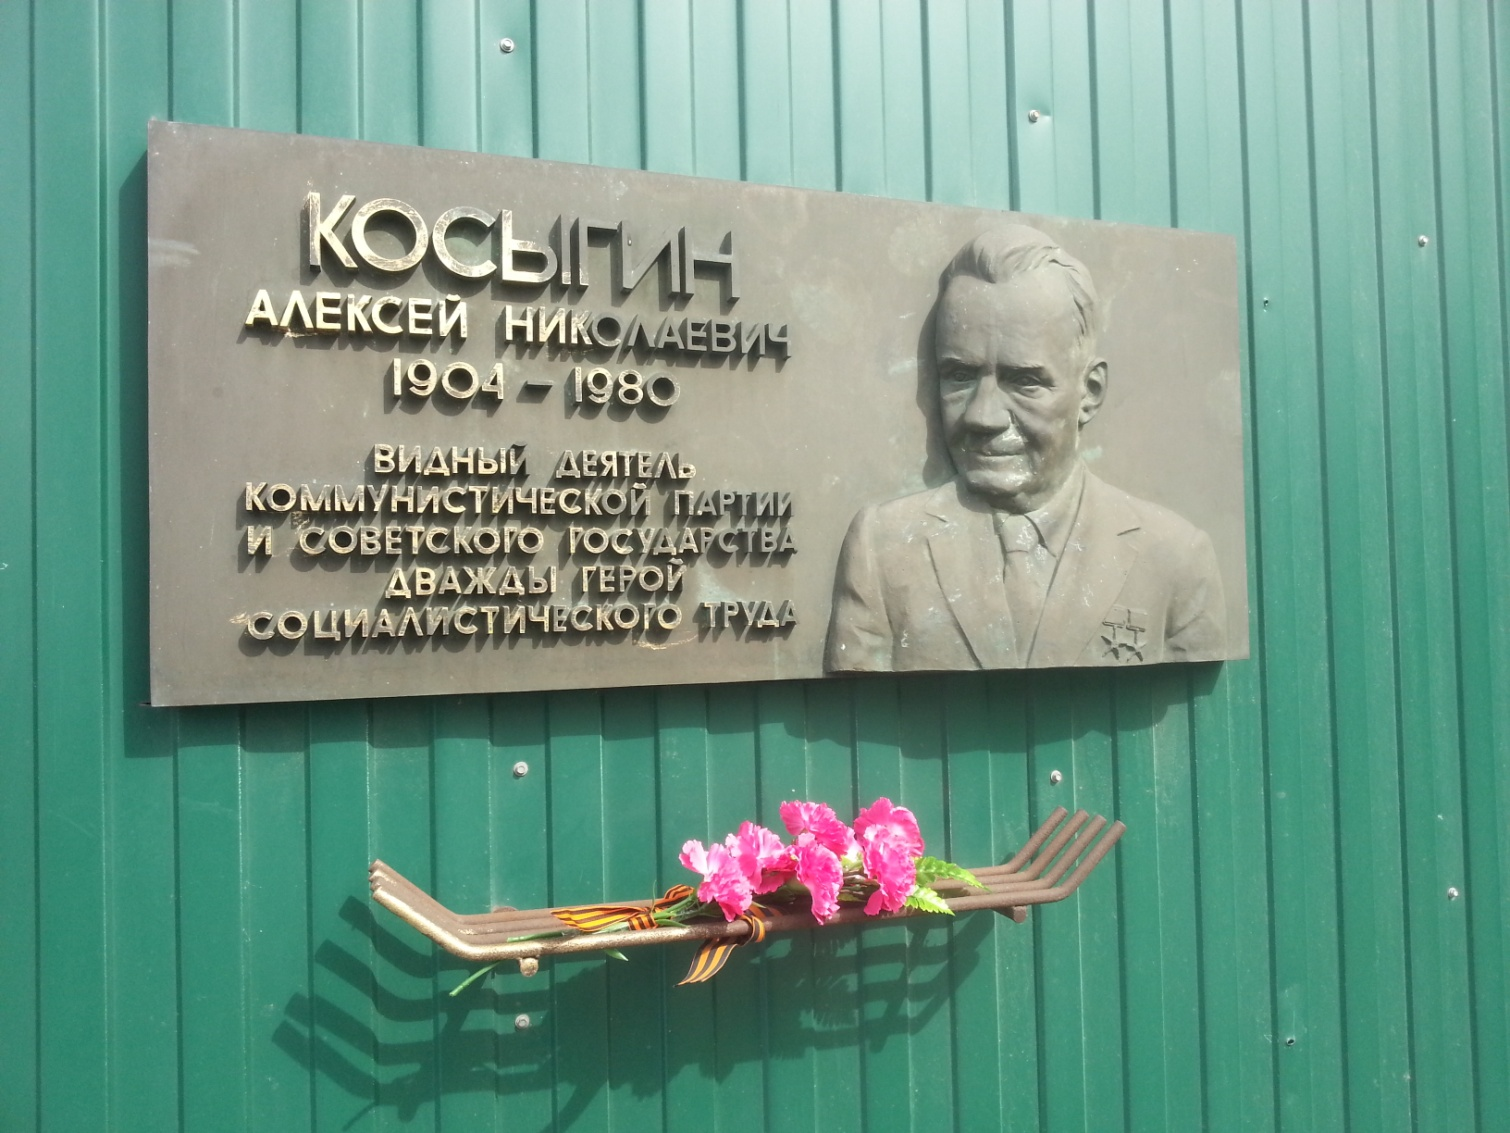 КОСЫГИН
АЛЕКСЕЙ НИКОЛАЕВИЧ
1904 - 1980
ВИДНЫЙ ДЕЯТЕЛЬ
КОММУНИСТИЧЕСКОЙ ПАРТИИ
И СОВЕТСКОГО ГОСУДАРСТВА
ДВАЖДЫ ГЕРОЙ
СОЦИАЛИСТИЧЕСКОГО ТРУДА